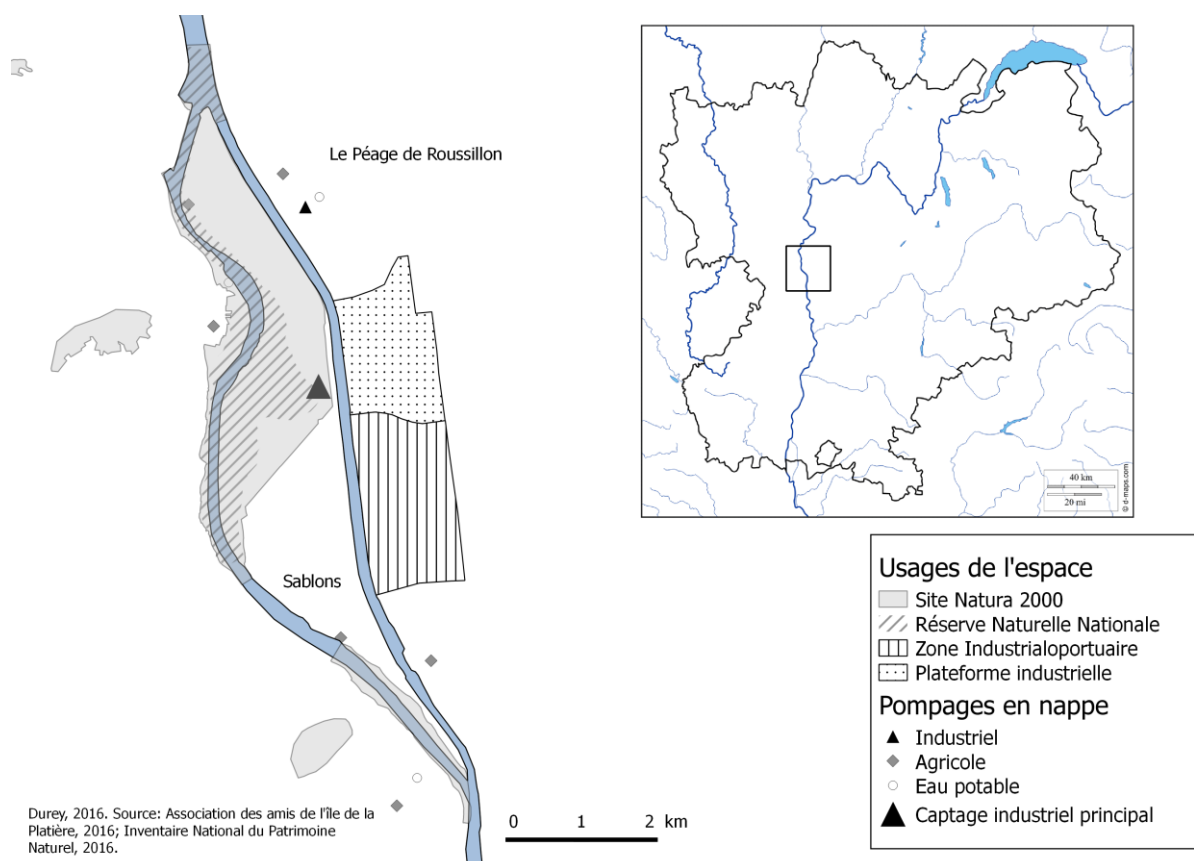 Le Péage de Roussillon
Sablons
Durey, 2016. Source: Association des amis de l'île de la
Platière, 2016; Inventaire National du Patrimoine
Naturel, 2016.
0 1 2 km
40 km
20 mi
© d-maps.com
Usages de l'espace
Site Natura 2000
Réserve Naturelle Nationale
Zone Industrialoportuaire
Plateforme industrielle
Pompages en nappe
Industriel
Agricole
Eau potable
Captage industriel principal